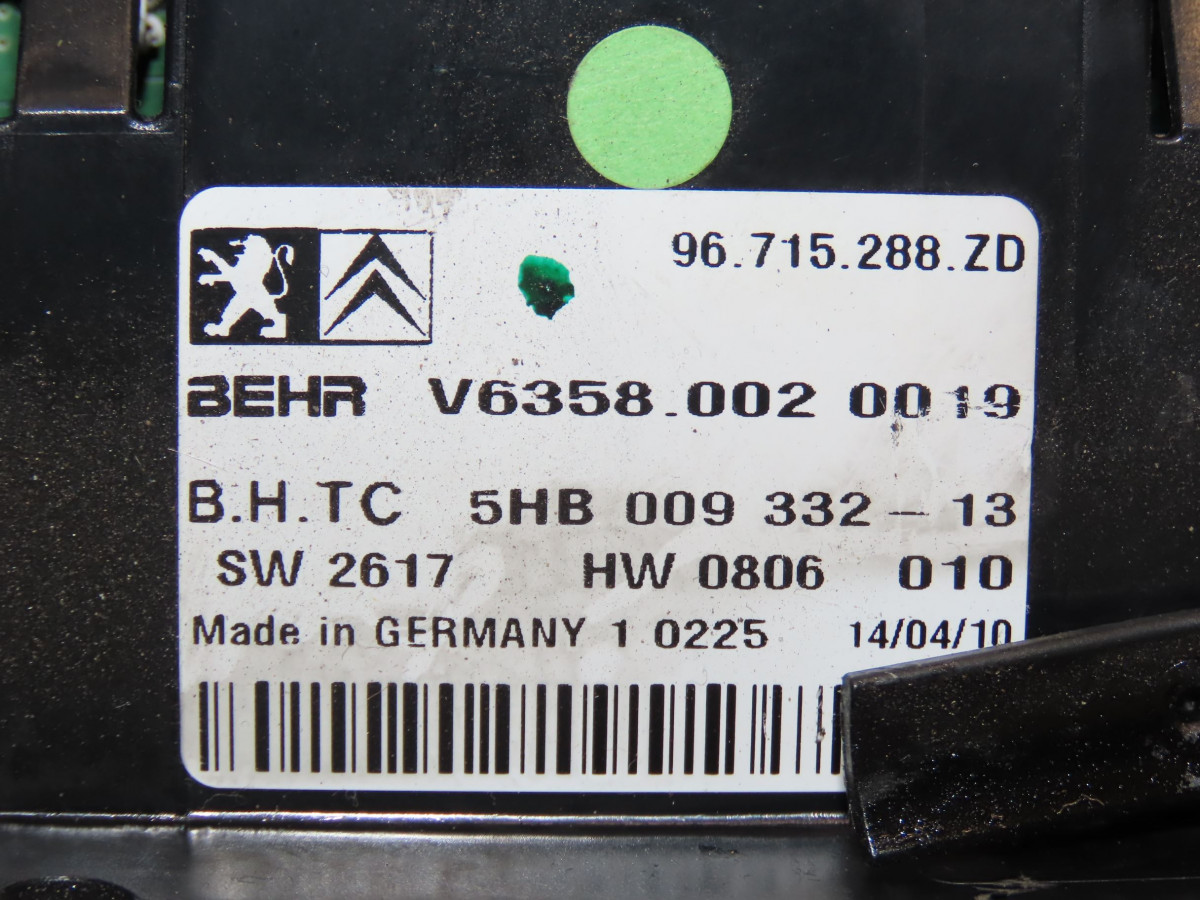 96.715.288.ZD
BEHR V6358.002 0019
B.H.TC 5HB 009 332 - 13
SW 2617 HW 0806 010
Made in GERMANY 1 0225 14/04/10